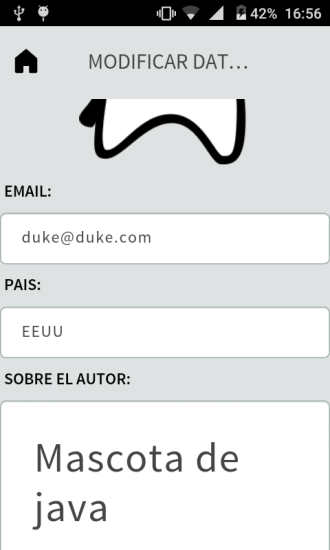 42% 16:56
MODIFICAR DAT...
EMAIL:
duke@duke.com
PAIS:
EEUU
SOBRE EL AUTOR:
Mascota de
java